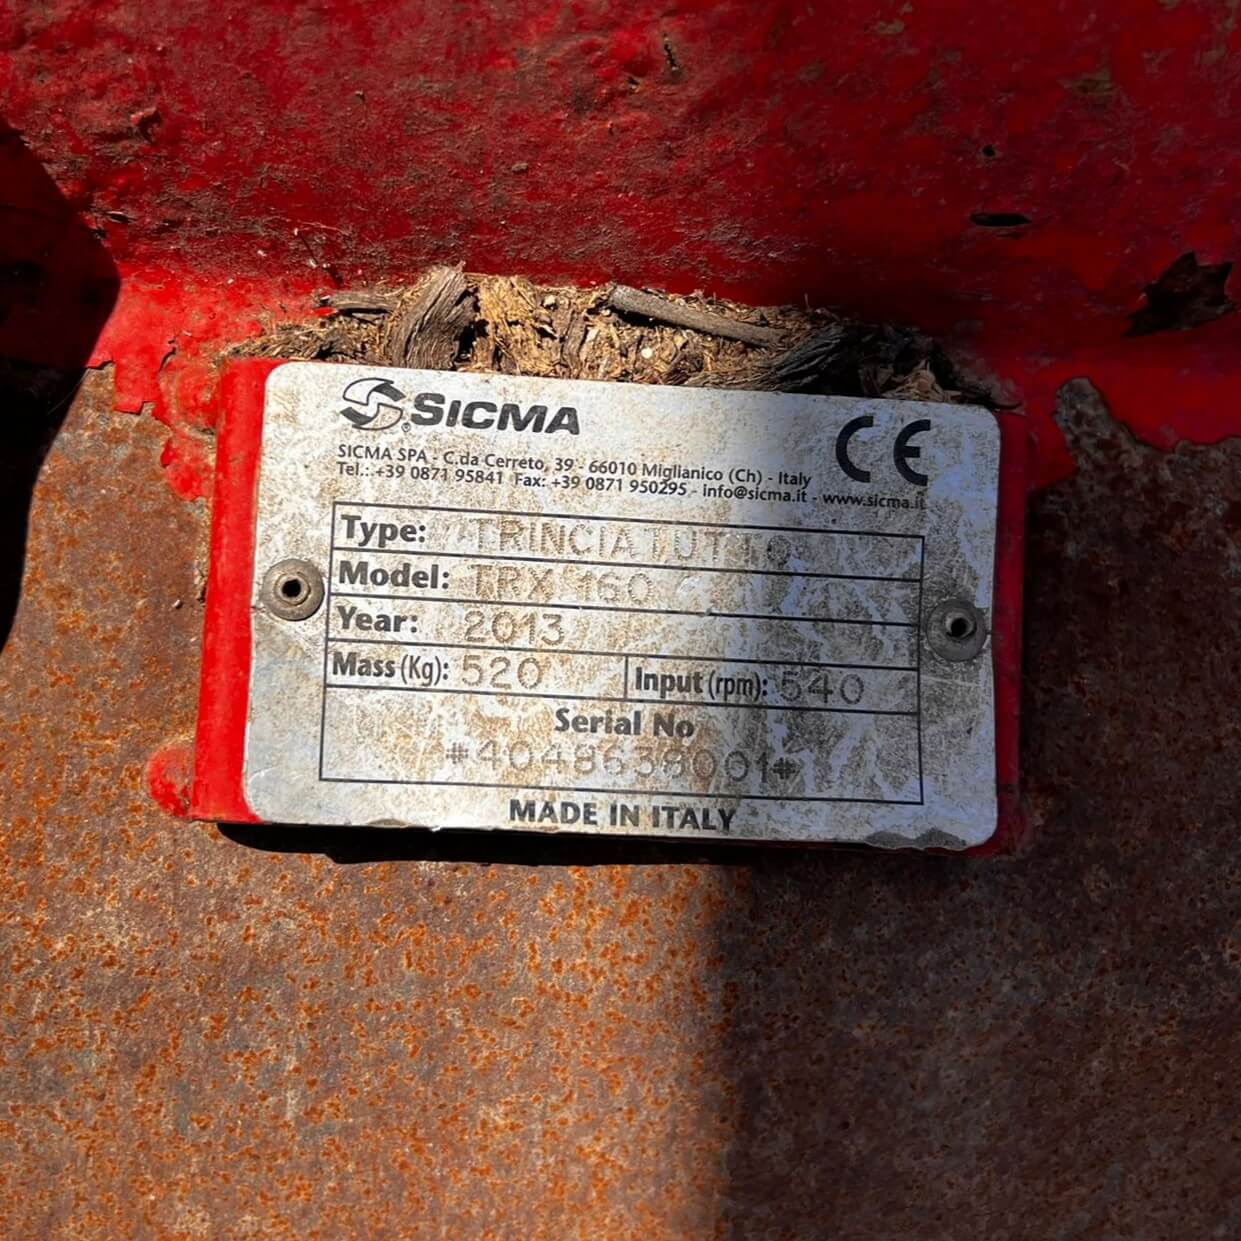 SICMA
CE
SICMA SPA - C.da Cerreto, 39 - 66010 Miglianico (Ch) - Italy
Tel.: +39 0871 95841 Fax: +39 0871 950295 - info@sicma.it - www.sicma.it
Type: TRINCIATUTTO
Model: TRX 160
Year: 2013
Mass (Kg): 520 Input (rpm): 540
Serial No
#4048638001#
MADE IN ITALY